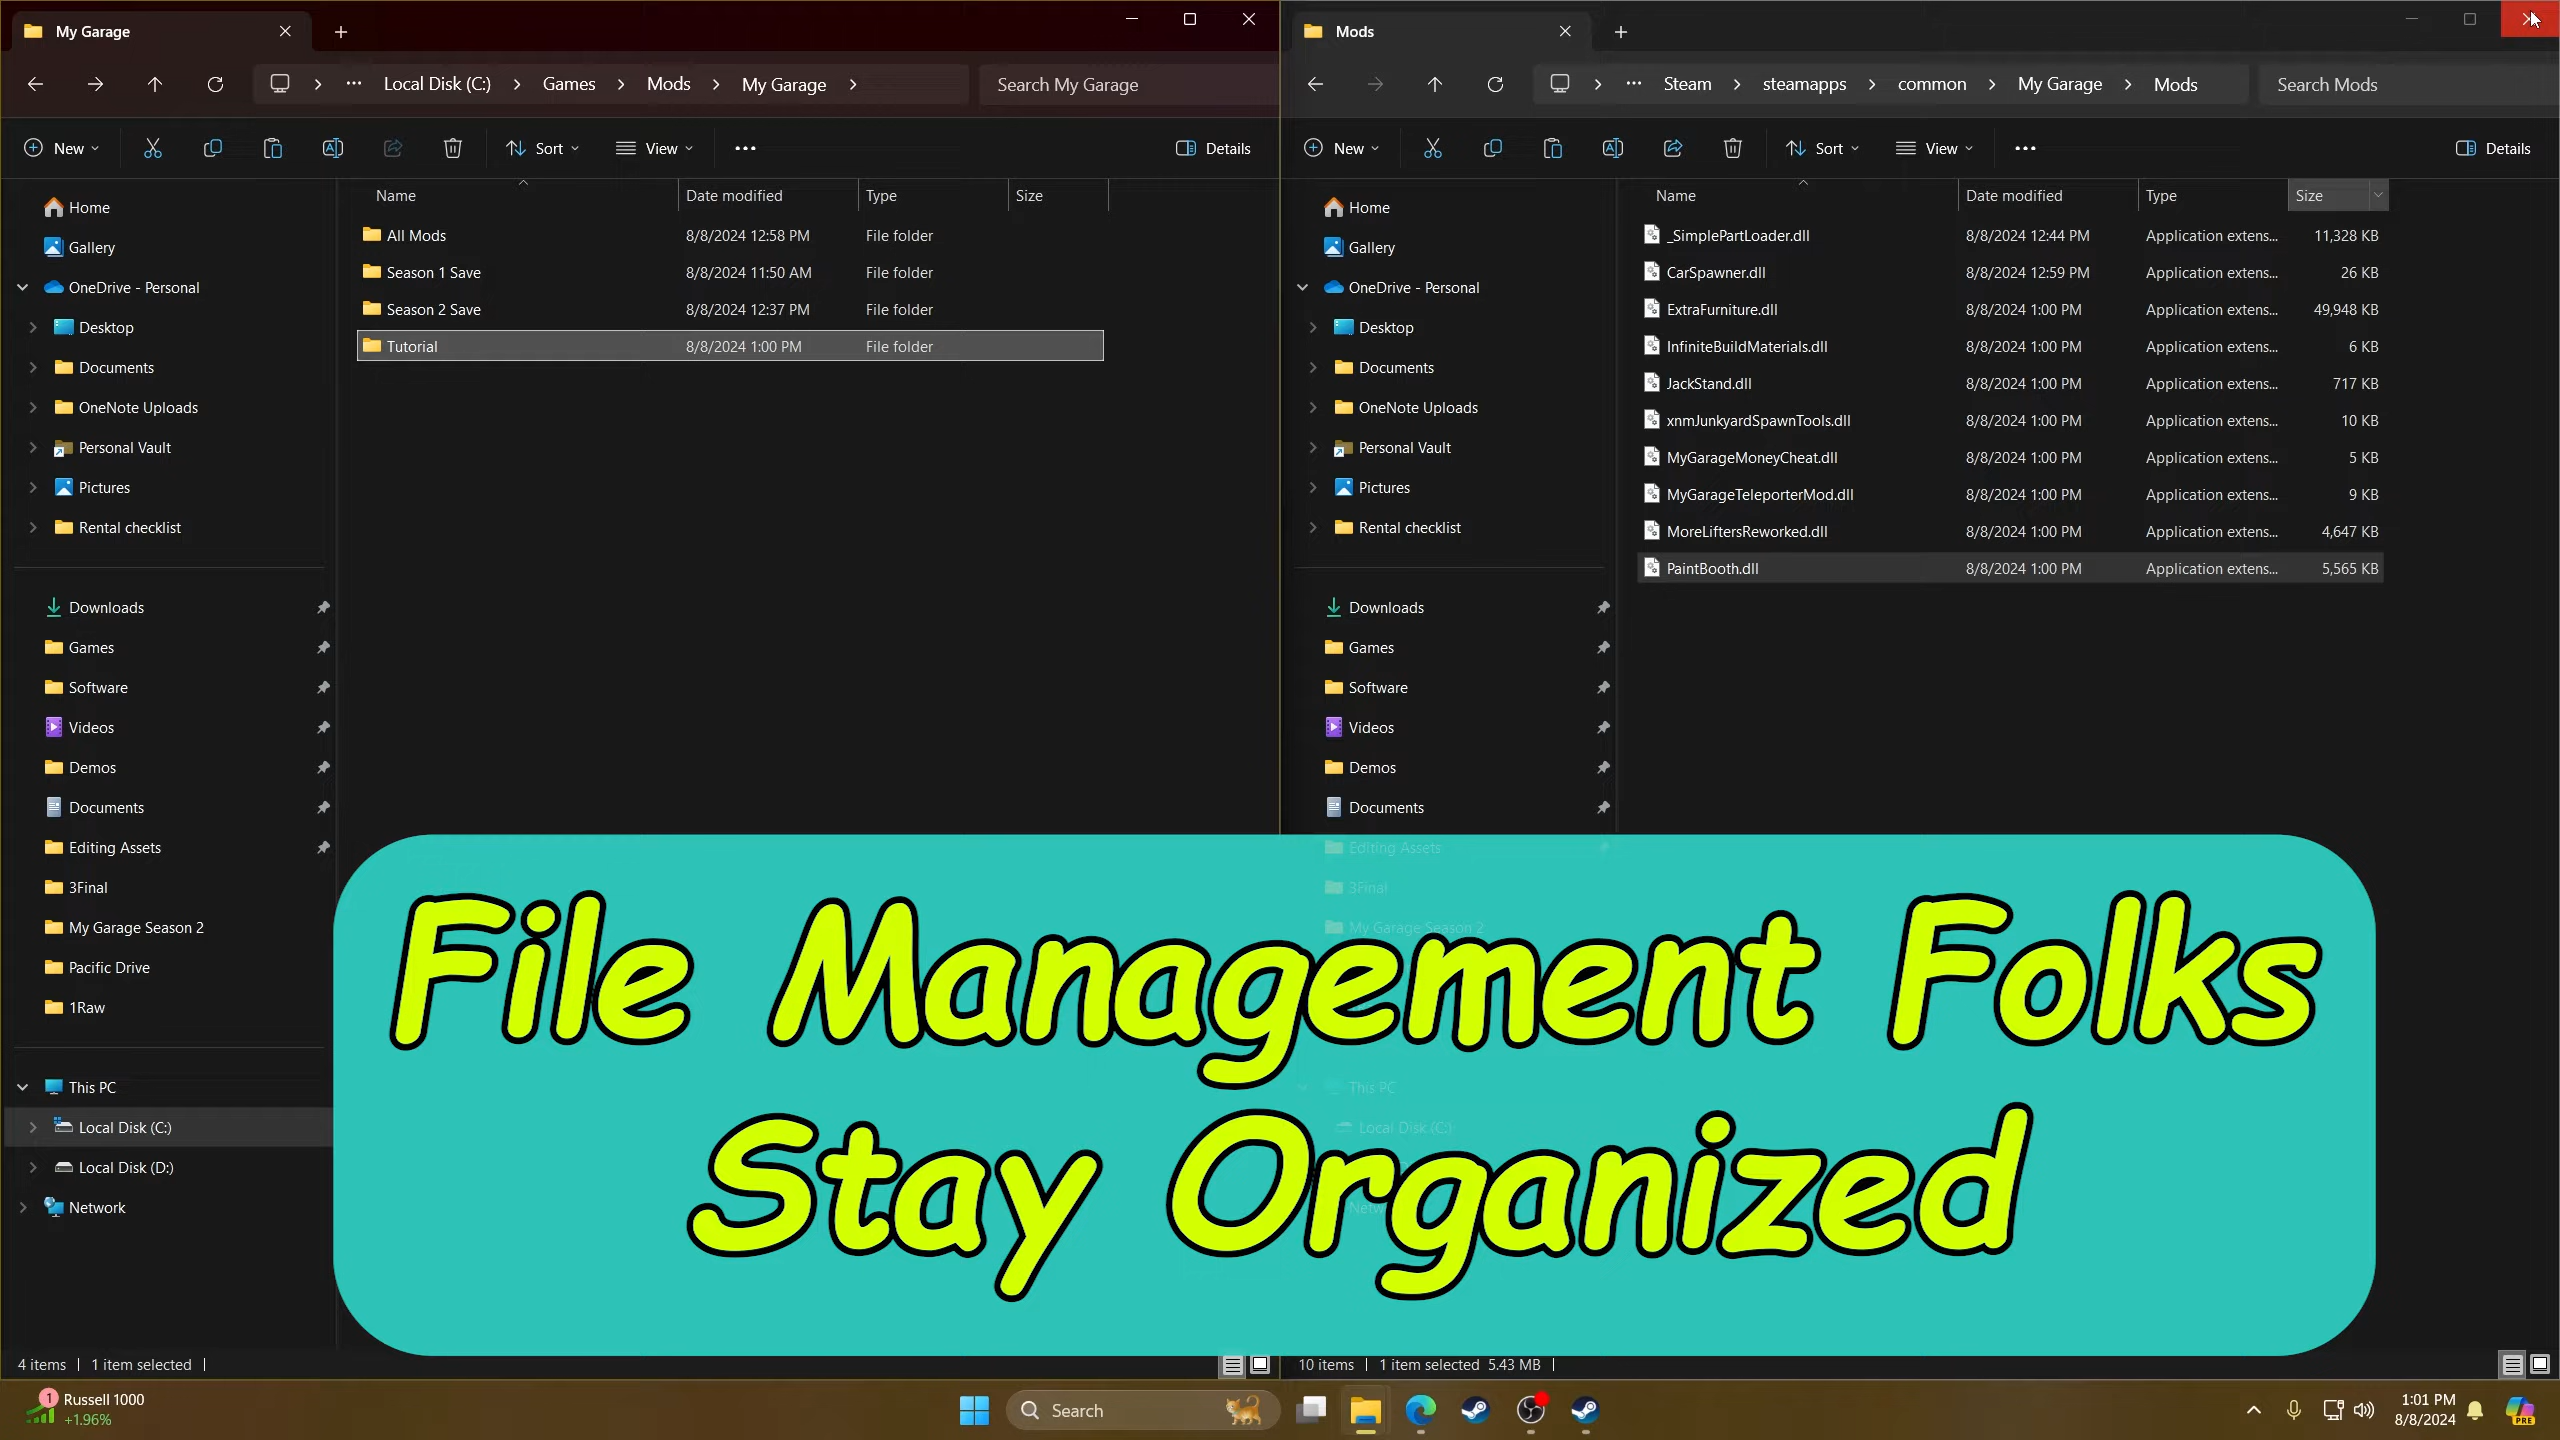 My Garage
Local Disk (C:) Games Mods My Garage
Search My Garage
New Sort View Details
Name Date modified Type Size
Home
Gallery
OneDrive - Personal
Desktop
Documents
OneNote Uploads
Personal Vault
Pictures
Rental checklist
Downloads
Games
Software
Videos
Demos
Documents
Editing Assets
3Final
My Garage Season 2
Pacific Drive
1Raw
This PC
Local Disk (C:)
Local Disk (D:)
Network
All Mods 8/8/2024 12:58 PM File folder
Season 1 Save 8/8/2024 11:50 AM File folder
Season 2 Save 8/8/2024 12:37 PM File folder
Tutorial 8/8/2024 1:00 PM File folder
4 items 1 item selected
Mods
Steam steamapps common My Garage Mods
Search Mods
New Sort View Details
Name Date modified Type Size
Home
Gallery
OneDrive - Personal
Desktop
Documents
OneNote Uploads
Personal Vault
Pictures
Rental checklist
Downloads
Games
Software
Videos
Demos
Documents
Editing Assets
3Final
My Garage Season 2
This PC
Local Disk (C:)
_SimplePartLoader.dll 8/8/2024 12:44 PM Application extens... 11,328 KB
CarSpawner.dll 8/8/2024 12:59 PM Application extens... 26 KB
ExtraFurniture.dll 8/8/2024 1:00 PM Application extens... 49,948 KB
InfiniteBuildMaterials.dll 8/8/2024 1:00 PM Application extens... 6 KB
JackStand.dll 8/8/2024 1:00 PM Application extens... 717 KB
xnmJunkyardSpawnTools.dll 8/8/2024 1:00 PM Application extens... 10 KB
MyGarageMoneyCheat.dll 8/8/2024 1:00 PM Application extens... 5 KB
MyGarageTeleporterMod.dll 8/8/2024 1:00 PM Application extens... 9 KB
MoreLiftersReworked.dll 8/8/2024 1:00 PM Application extens... 4,647 KB
PaintBooth.dll 8/8/2024 1:00 PM Application extens... 5,565 KB
10 items 1 item selected 5.43 MB
File Management Folks
Stay Organized
1
Russell 1000
+1.96%
Search
PRE
1:01 PM
8/8/2024